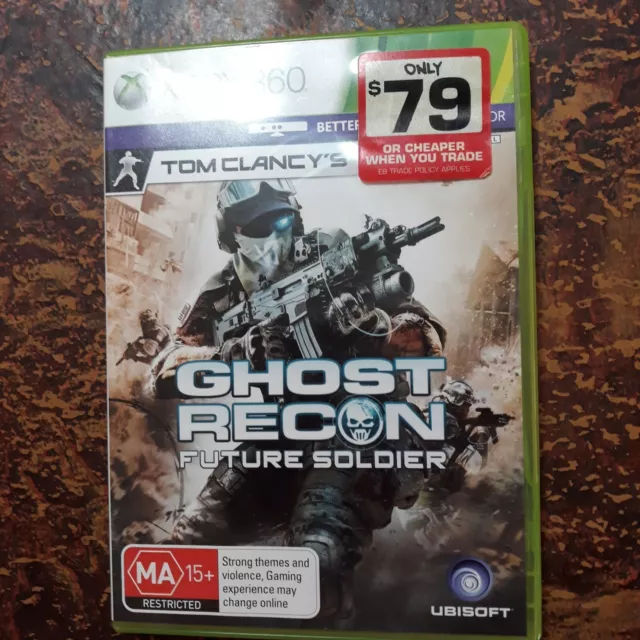 360
ONLY
$79
OR CHEAPER
WHEN YOU TRADE
EB TRADE POLICY APPLIES
BETTER
OR
TOM CLANCY'S
GHOST
RECON
FUTURE SOLDIER
MA 15+
RESTRICTED
Strong themes and
violence, Gaming
experience may
change online
UBISOFT